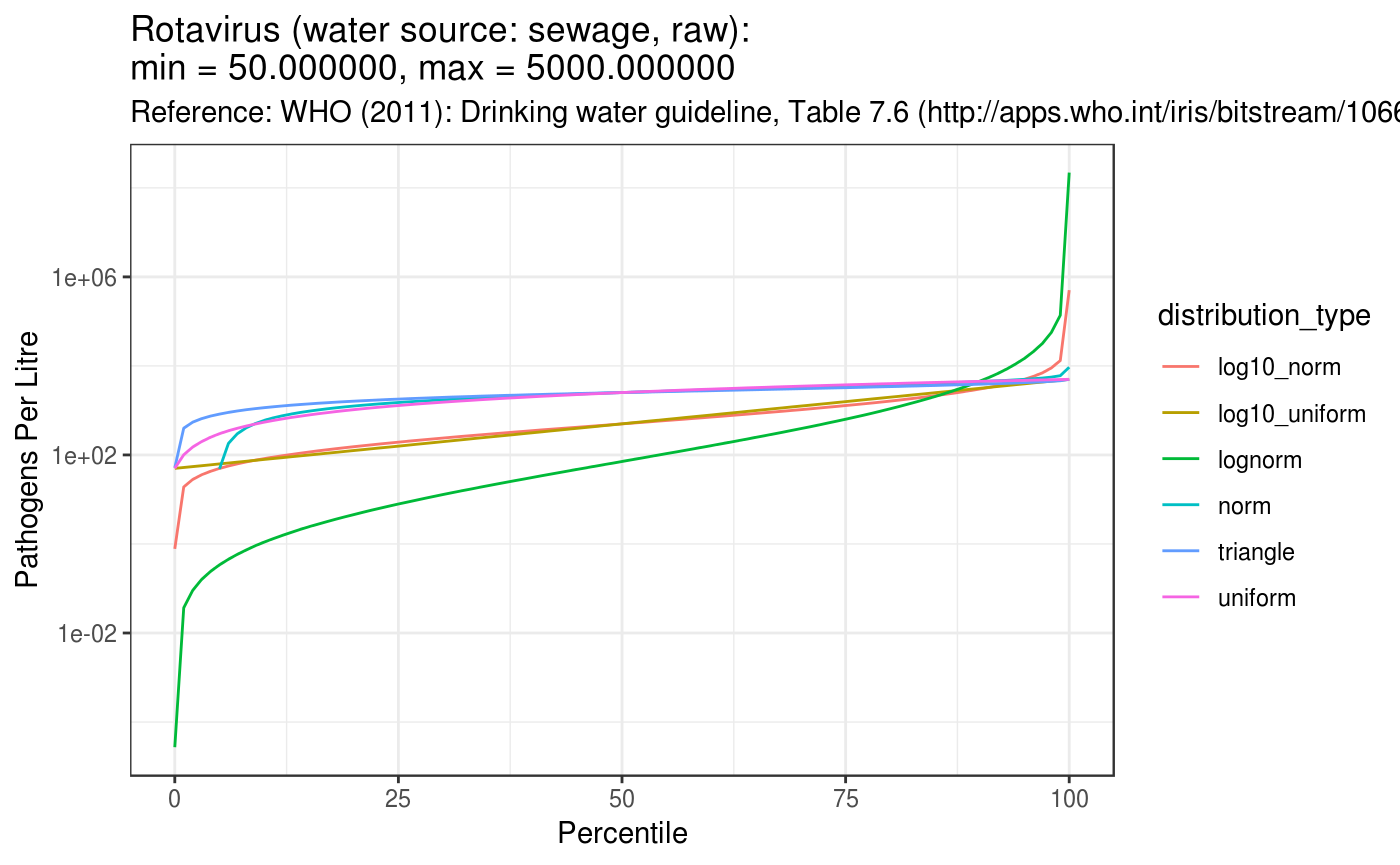 Rotavirus (water source: sewage, raw):
min = 50.000000, max = 5000.000000
Reference: WHO (2011): Drinking water guideline, Table 7.6 (http://apps.who.int/iris/bitstream/1066
Pathogens Per Litre
1e+06
1e+02
1e-02
0
25
50
75
100
Percentile
distribution_type
log10_norm
log10_uniform
lognorm
norm
triangle
uniform